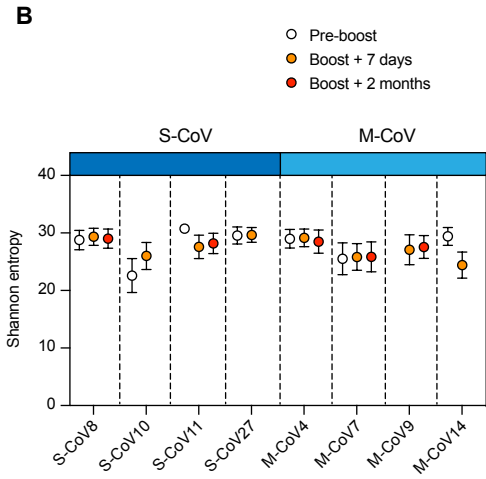 B
Pre-boost
Boost + 7 days
Boost + 2 months
S-CoV
M-CoV
Shannon entropy
40
30
20
10
0
S-CoV8
S-CoV10
S-CoV11
S-CoV27
M-CoV4
M-CoV7
M-CoV9
M-CoV14